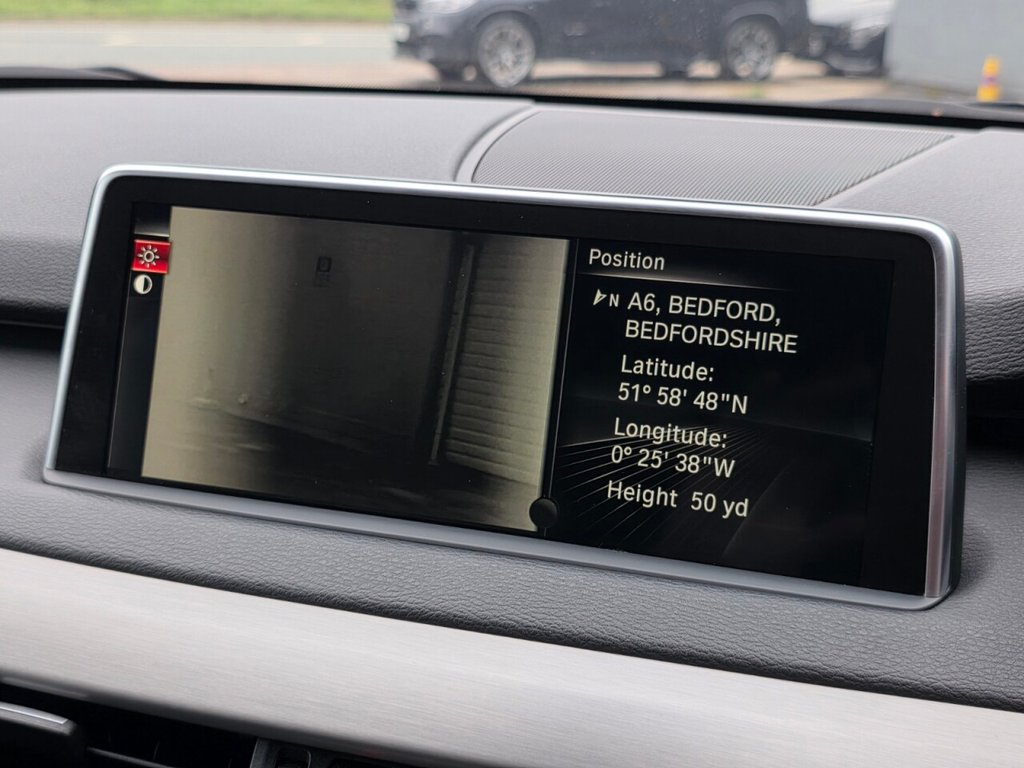 Position
N A6, BEDFORD,
BEDFORDSHIRE
Latitude:
51° 58' 48"N
Longitude:
0° 25' 38"W
Height 50 yd